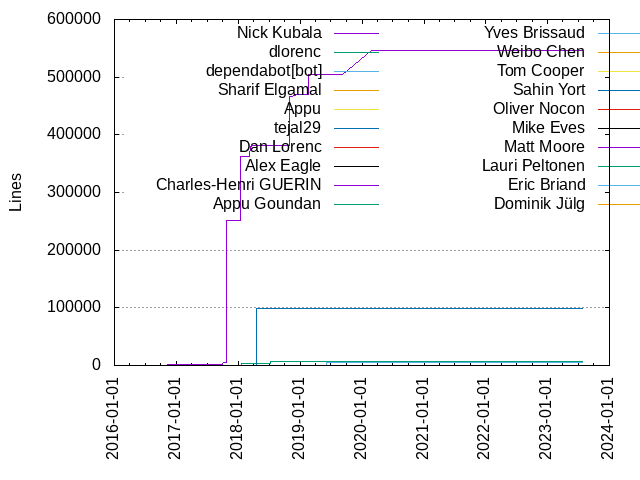 600000
500000
400000
300000
200000
100000
0
Lines
Nick Kubala
dlorenc
dependabot[bot]
Sharif Elgamal
Appu
tejal29
Dan Lorenc
Alex Eagle
Charles-Henri GUERIN
Appu Goundan
Yves Brissaud
Weibo Chen
Tom Cooper
Sahin Yort
Oliver Nocon
Mike Eves
Matt Moore
Lauri Peltonen
Eric Briand
Dominik Jülg
2016-01-01
2017-01-01
2018-01-01
2019-01-01
2020-01-01
2021-01-01
2022-01-01
2023-01-01
2024-01-01